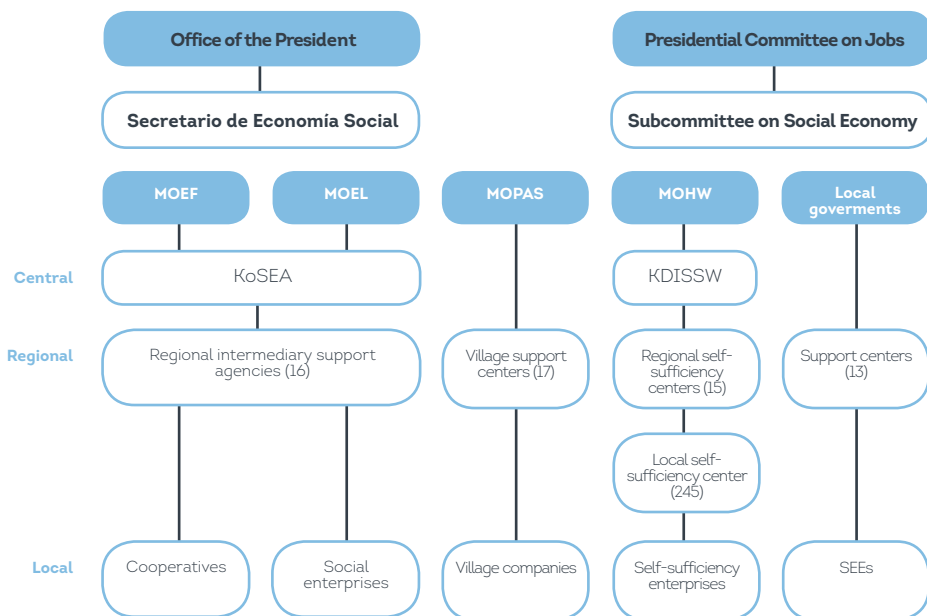 Office of the President
Presidential Committee on Jobs
Secretario de Economía Social
Subcommittee on Social Economy
MOEF
MOEL
MOPAS
MOHW
Local
goverments
Central
KoSEA
KDISSW
Regional
Regional intermediary support
agencies (16)
Village support
centers (17)
Regional self-
sufficiency
centers (15)
Support centers
(13)
Local self-
sufficiency center
(245)
Local
Cooperatives
Social
enterprises
Village companies
Self-sufficiency
enterprises
SEEs